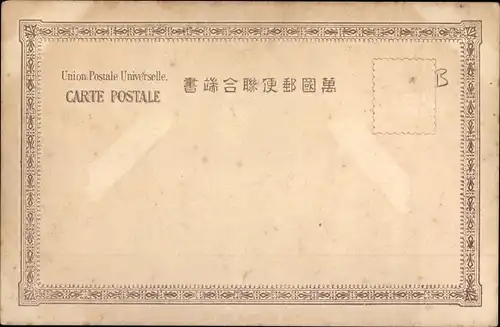 Union Postale Universelle.
CARTE POSTALE
書端合聯便郵國萬
B